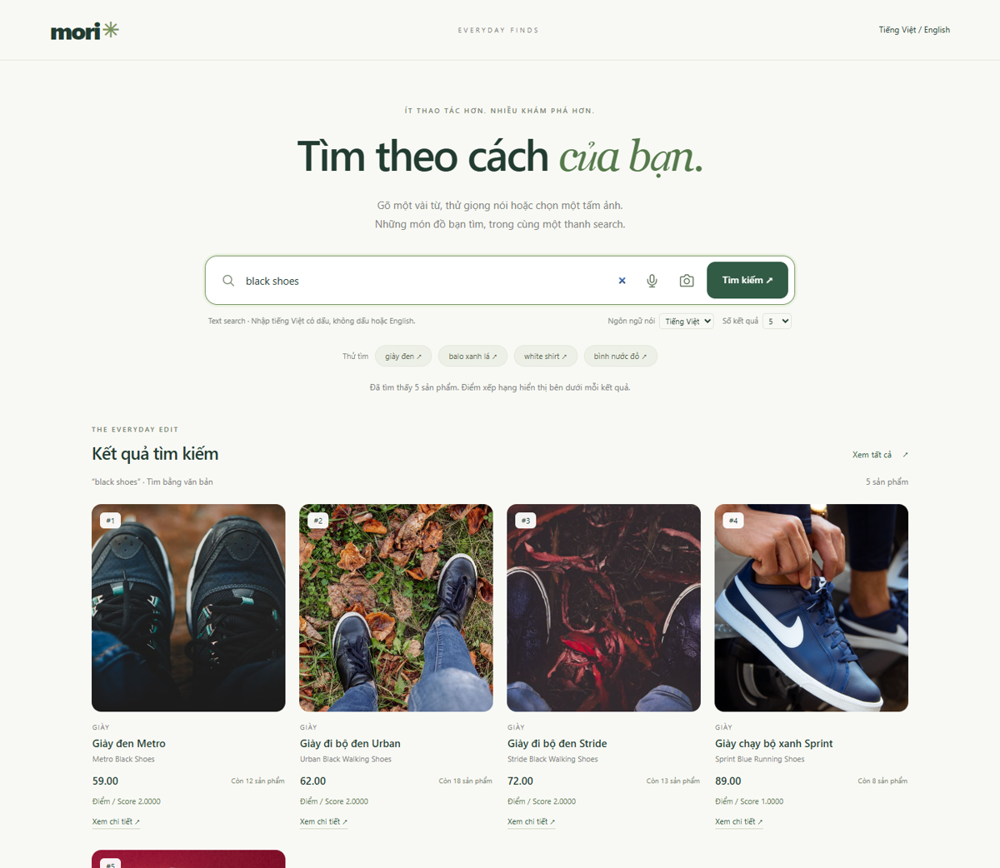 mori
EVERYDAY FINDS
Tiếng Việt / English
ÍT THAO TÁC HƠN. NHIỀU KHÁM PHÁ HƠN.
Tìm theo cách của bạn.
Gõ một vài từ, thử giọng nói hoặc chọn một tấm ảnh.
Những món đồ bạn tìm, trong cùng một thanh search.
black shoes
×
Tìm kiếm ↗
Text search · Nhập tiếng Việt có dấu, không dấu hoặc English.
Ngôn ngữ nói Tiếng Việt Số kết quả 5
Thử tìm giày đen ↗ balo xanh lá ↗ white shirt ↗ bình nước đỏ ↗
Đã tìm thấy 5 sản phẩm. Điểm xếp hạng hiển thị bên dưới mỗi kết quả.
THE EVERYDAY EDIT
Kết quả tìm kiếm
Xem tất cả ↗
"black shoes" · Tìm bằng văn bản
5 sản phẩm
#1
#2
#3
#4
GIÀY
Giày đen Metro
Metro Black Shoes
59.00 Còn 12 sản phẩm
Điểm / Score 2.0000
Xem chi tiết ↗
GIÀY
Giày đi bộ đen Urban
Urban Black Walking Shoes
62.00 Còn 18 sản phẩm
Điểm / Score 2.0000
Xem chi tiết ↗
GIÀY
Giày đi bộ đen Stride
Stride Black Walking Shoes
72.00 Còn 13 sản phẩm
Điểm / Score 2.0000
Xem chi tiết ↗
GIÀY
Giày chạy bộ xanh Sprint
Sprint Blue Running Shoes
89.00 Còn 8 sản phẩm
Điểm / Score 1.0000
Xem chi tiết ↗
#5